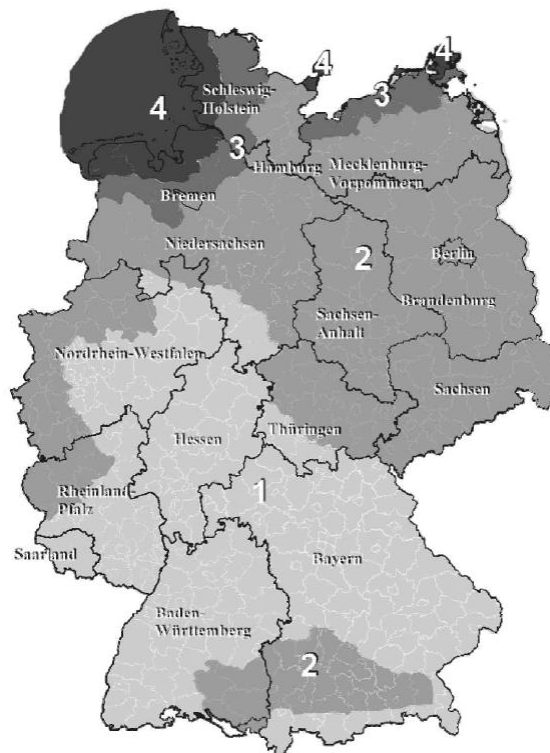 4
4
4
Schleswig-
Holstein
3
3
Hamburg
Mecklenburg-
Vorpommern
Bremen
Niedersachsen
2
Berlin
Brandenburg
Sachsen-
Anhalt
Nordrhein-Westfalen
Sachsen
Hessen
Thüringen
1
Rheinland-
Pfalz
Saarland
Bayern
Baden-
Württemberg
2